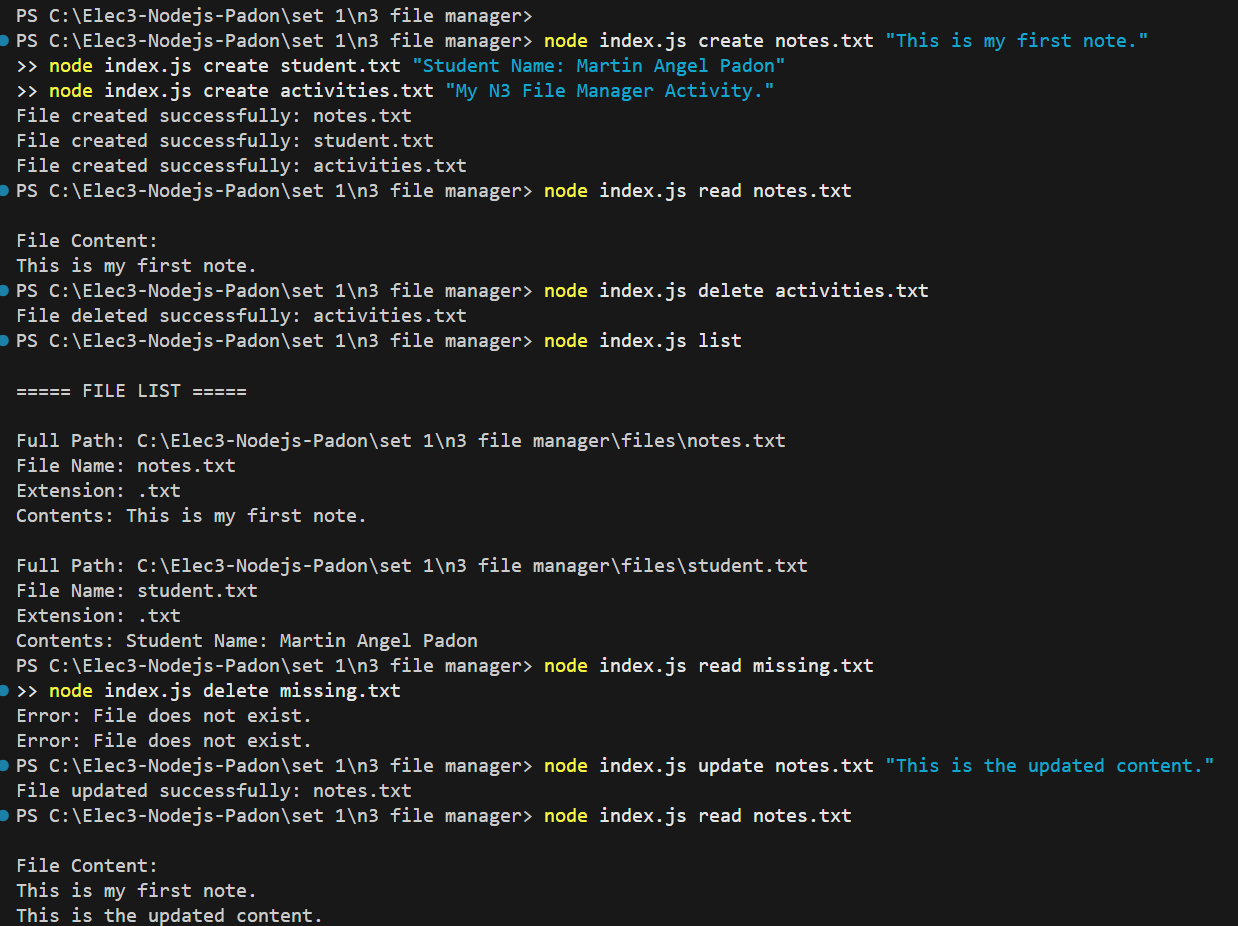 PS C:\Elec3-Nodejs-Padon\set 1\n3 file manager>
PS C:\Elec3-Nodejs-Padon\set 1\n3 file manager> node index.js create notes.txt "This is my first note."
>> node index.js create student.txt "Student Name: Martin Angel Padon"
>> node index.js create activities.txt "My N3 File Manager Activity."
File created successfully: notes.txt
File created successfully: student.txt
File created successfully: activities.txt
PS C:\Elec3-Nodejs-Padon\set 1\n3 file manager> node index.js read notes.txt
File Content:
This is my first note.
PS C:\Elec3-Nodejs-Padon\set 1\n3 file manager> node index.js delete activities.txt
File deleted successfully: activities.txt
PS C:\Elec3-Nodejs-Padon\set 1\n3 file manager> node index.js list
===== FILE LIST =====
Full Path: C:\Elec3-Nodejs-Padon\set 1\n3 file manager\files\notes.txt
File Name: notes.txt
Extension: .txt
Contents: This is my first note.
Full Path: C:\Elec3-Nodejs-Padon\set 1\n3 file manager\files\student.txt
File Name: student.txt
Extension: .txt
Contents: Student Name: Martin Angel Padon
PS C:\Elec3-Nodejs-Padon\set 1\n3 file manager> node index.js read missing.txt
>> node index.js delete missing.txt
Error: File does not exist.
Error: File does not exist.
PS C:\Elec3-Nodejs-Padon\set 1\n3 file manager> node index.js update notes.txt "This is the updated content."
File updated successfully: notes.txt
PS C:\Elec3-Nodejs-Padon\set 1\n3 file manager> node index.js read notes.txt
File Content:
This is my first note.
This is the updated content.